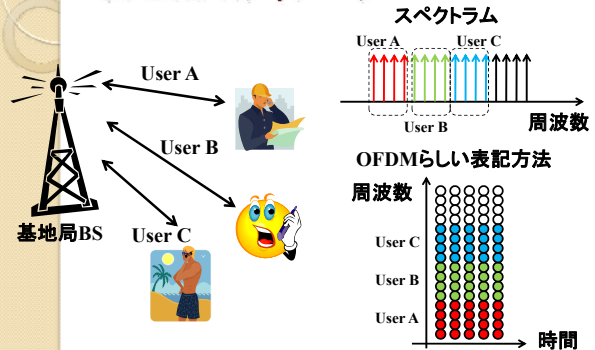 スペクトラム
User A
User C
User B
周波数
User A
User B
User C
基地局BS
OFDMらしい表記方法
周波数
User C
User B
User A
時間